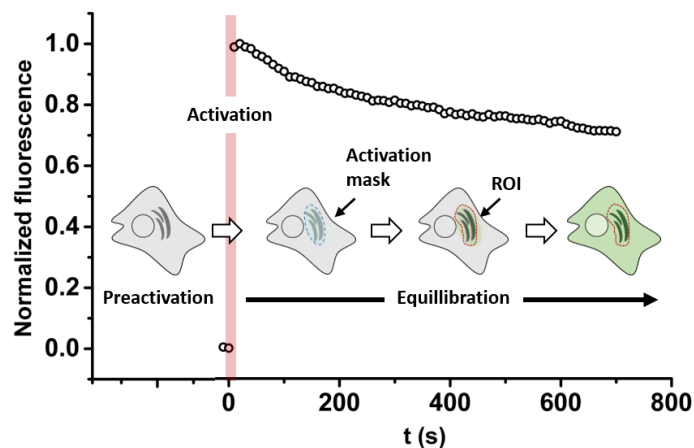 Normalized fluorescence
1.0
0.8
0.6
0.4
0.2
0.0
Activation
Activation
mask
ROI
Preactivation
Equillibration
0
200
400
600
800
t (s)